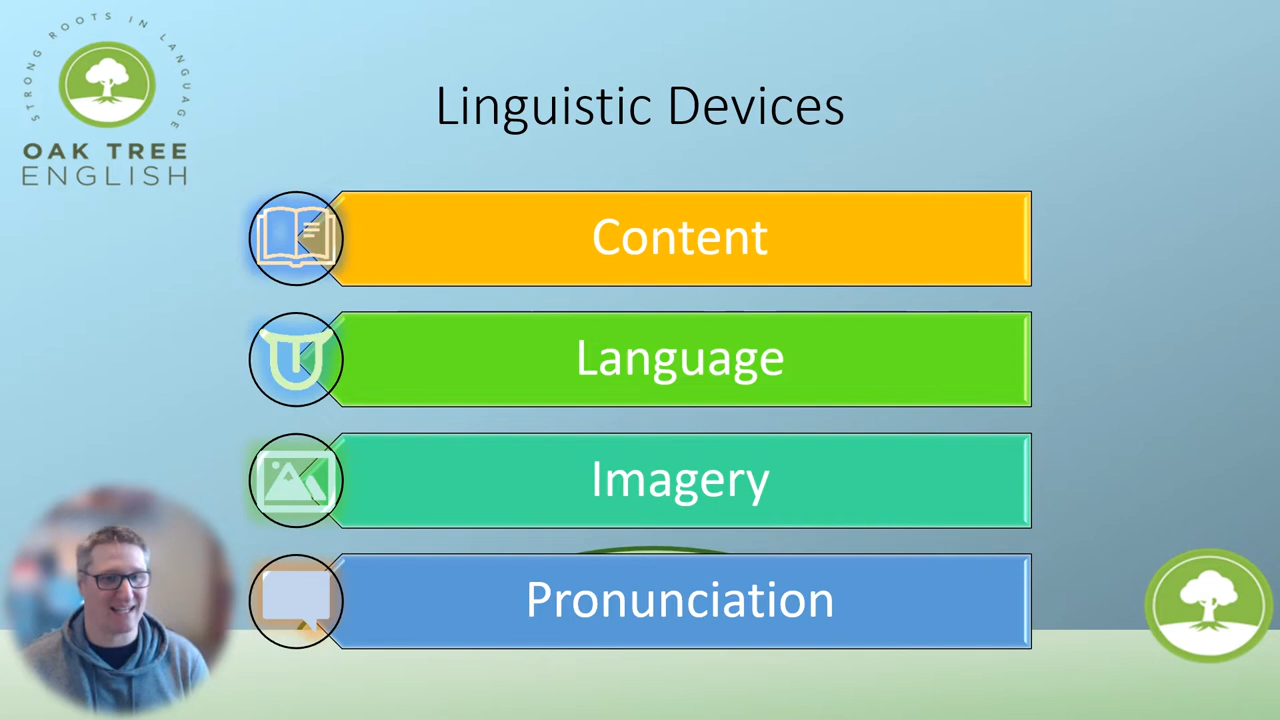 STRONG ROOTS IN LANGUAGE
OAK TREE
ENGLISH
Linguistic Devices
Content
Language
Imagery
Pronunciation